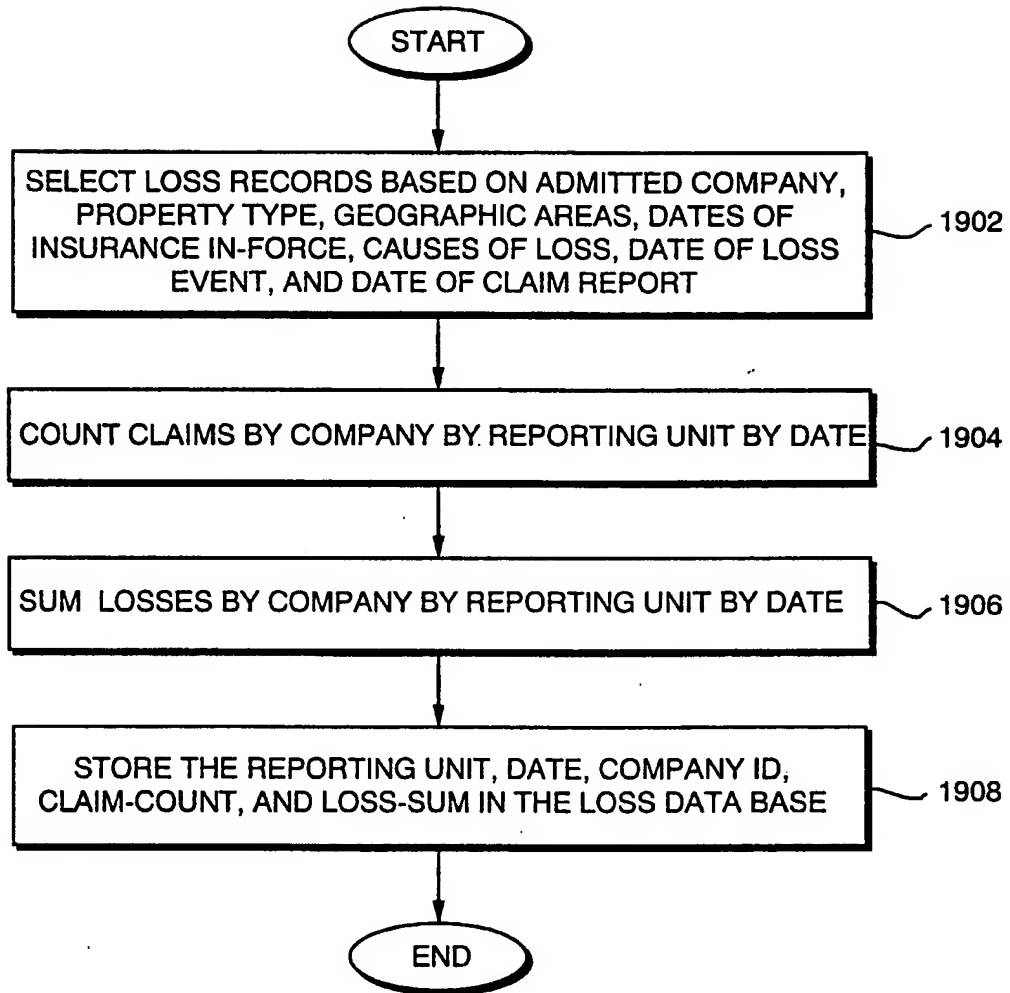 START
SELECT LOSS RECORDS BASED ON ADMITTED COMPANY,
PROPERTY TYPE, GEOGRAPHIC AREAS, DATES OF
INSURANCE IN-FORCE, CAUSES OF LOSS, DATE OF LOSS
EVENT, AND DATE OF CLAIM REPORT
1902
COUNT CLAIMS BY COMPANY BY REPORTING UNIT BY DATE
1904
SUM LOSSES BY COMPANY BY REPORTING UNIT BY DATE
1906
STORE THE REPORTING UNIT, DATE, COMPANY ID,
CLAIM-COUNT, AND LOSS-SUM IN THE LOSS DATA BASE
1908
END